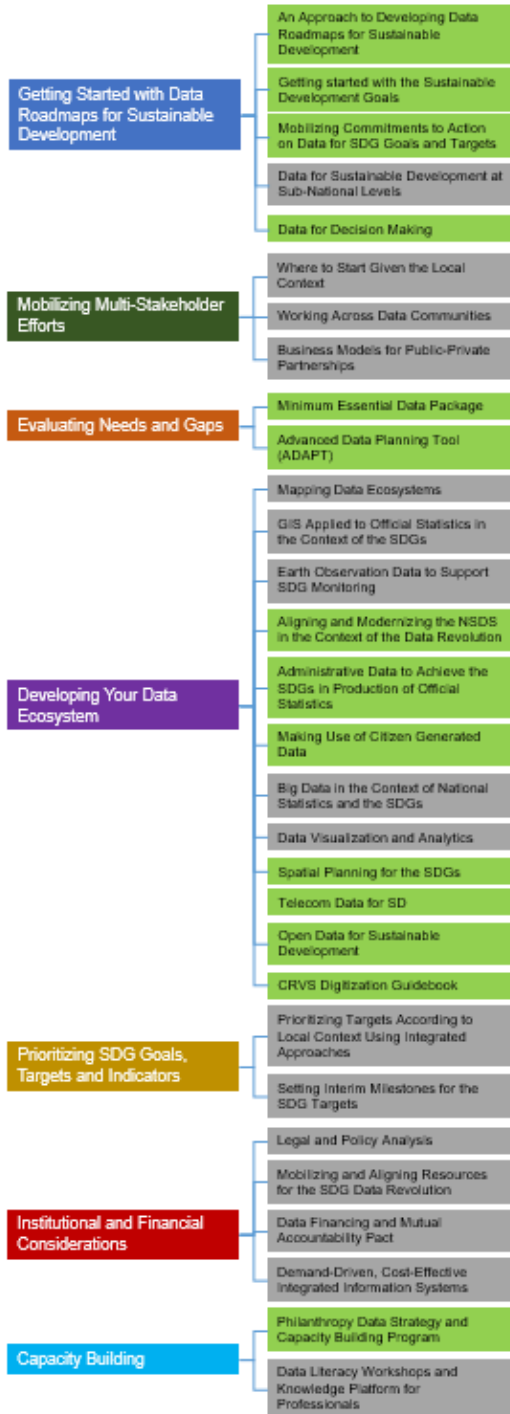 Getting Started with Data
Roadmaps for Sustainable
Development
An Approach to Developing Data
Roadmaps for Sustainable
Development
Getting started with the Sustainable
Development Goals
Mobilizing Commitments to Action
on Data for SDG Goals and Targets
Data for Sustainable Development at
Sub-National Levels
Data for Decision Making
Mobilizing Multi-Stakeholder
Efforts
Where to Start Given the Local
Context
Working Across Data Communities
Business Models for Public-Private
Partnerships
Evaluating Needs and Gaps
Minimum Essential Data Package
Advanced Data Planning Tool
(ADAPT)
Developing Your Data
Ecosystem
Mapping Data Ecosystems
GIS Applied to Official Statistics in
the Context of the SDGs
Earth Observation Data to Support
SDG Monitoring
Aligning and Modernizing the NSDS
in the Context of the Data Revolution
Administrative Data to Achieve the
SDGs in Production of Official
Statistics
Making Use of Citizen Generated
Data
Big Data in the Context of National
Statistics and the SDGs
Data Visualization and Analytics
Spatial Planning for the SDGs
Telecom Data for SD
Open Data for Sustainable
Development
CRVS Digitization Guidebook
Prioritizing SDG Goals,
Targets and Indicators
Prioritizing Targets According to
Local Context Using Integrated
Approaches
Setting Interim Milestones for the
SDG Targets
Institutional and Financial
Considerations
Legal and Policy Analysis
Mobilizing and Aligning Resources
for the SDG Data Revolution
Data Financing and Mutual
Accountability Pact
Demand-Driven, Cost-Effective
Integrated Information Systems
Capacity Building
Philanthropy Data Strategy and
Capacity Building Program
Data Literacy Workshops and
Knowledge Platform for
Professionals